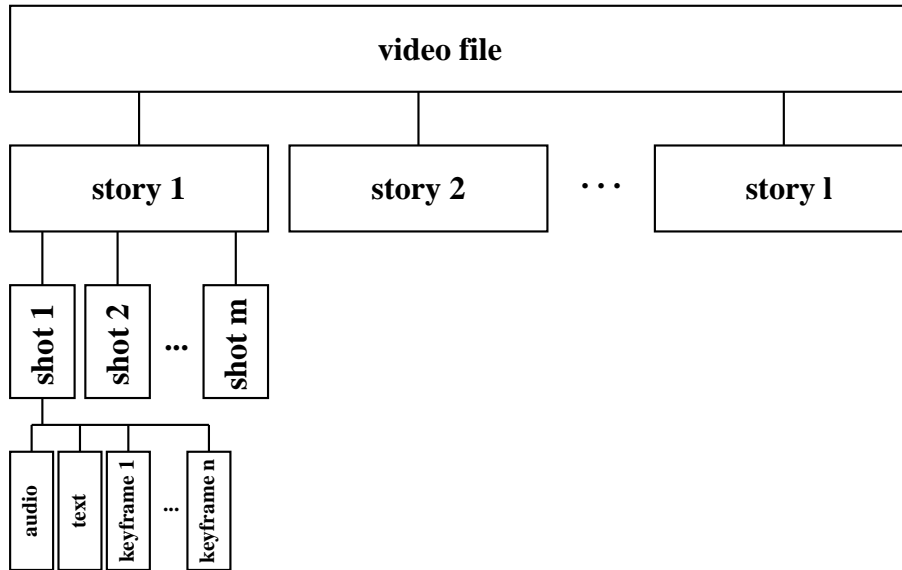 video file
story 1
story 2
. . .
story l
shot 1
shot 2
...
shot m
audio
text
keyframe 1
...
keyframe n